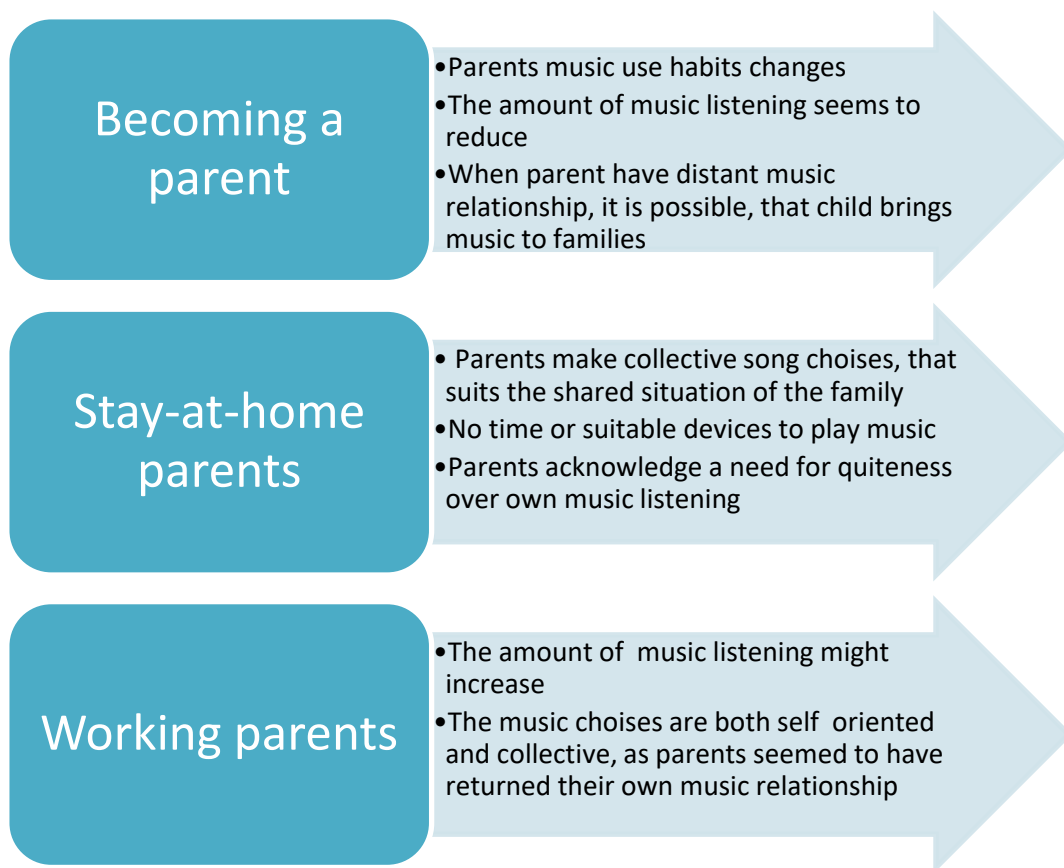 Becoming a
parent
•Parents music use habits changes
•The amount of music listening seems to
reduce
•When parent have distant music
relationship, it is possible, that child brings
music to families
Stay-at-home
parents
• Parents make collective song choises, that
suits the shared situation of the family
•No time or suitable devices to play music
•Parents acknowledge a need for quiteness
over own music listening
Working parents
•The amount of  music listening might
increase
•The music choises are both self  oriented
and collective, as parents seemed to have
returned their own music relationship